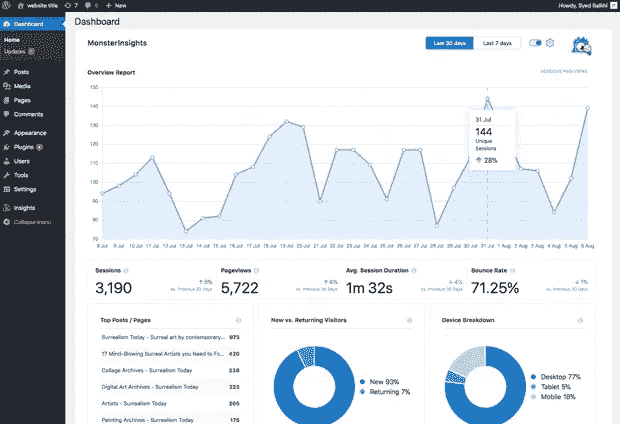 website title 7 0 + New
Howdy, Syed Balkhi
Dashboard
Home
Updates
Posts
Media
Pages
Comments
Appearance
Plugins 4
Users
Tools
Settings
Insights
Collapse menu
Dashboard
MonsterInsights
Last 30 days
Last 7 days
Overview Report
150
140
130
120
110
100
90
80
70
31 Jul
144
Unique
Sessions
28%
8 Jul 9 Jul 10 Jul 11 Jul 12 Jul 13 Jul 14 Jul 15 Jul 16 Jul 17 Jul 18 Jul 19 Jul 20 Jul 21 Jul 22 Jul 23 Jul 24 Jul 25 Jul 26 Jul 27 Jul 28 Jul 29 Jul 30 Jul 31 Jul 1 Aug 2 Aug 3 Aug 4 Aug 5 Aug 6 Aug
Sessions
3,190
vs. Previous 30 Days
Pageviews
5,722
6%
vs. Previous 30 Days
Avg. Session Duration
1m 32s
4%
vs. Previous 30 Days
Bounce Rate
71.25%
1%
vs. Previous 30 Days
Top Posts / Pages
Surrealism Today - Surreal art by contemporary... 973
17 Mind-Blowing Surreal Artists you Need to Fo... 420
Collage Archives - Surrealism Today 236
Digital Art Archives - Surrealism Today 223
Artists - Surrealism Today 205
Painting Archives - Surrealism Today 175
New vs. Returning Visitors
New 93%
Returning 7%
Device Breakdown
Desktop 77%
Tablet 5%
Mobile 18%